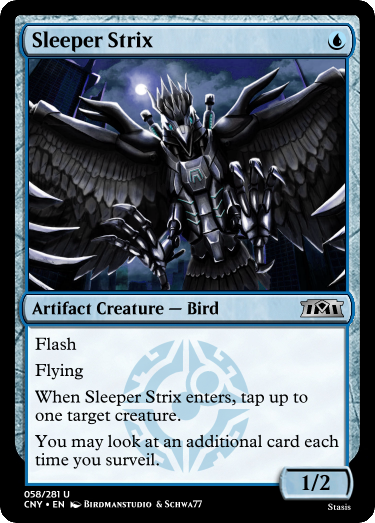 Sleeper Strix
Artifact Creature — Bird
Flash
Flying
When Sleeper Strix enters, tap up to
one target creature.
You may look at an additional card each
time you surveil.
1/2
058/281 U
CNY • EN Birdmanstudio & Schwa77
Stasis